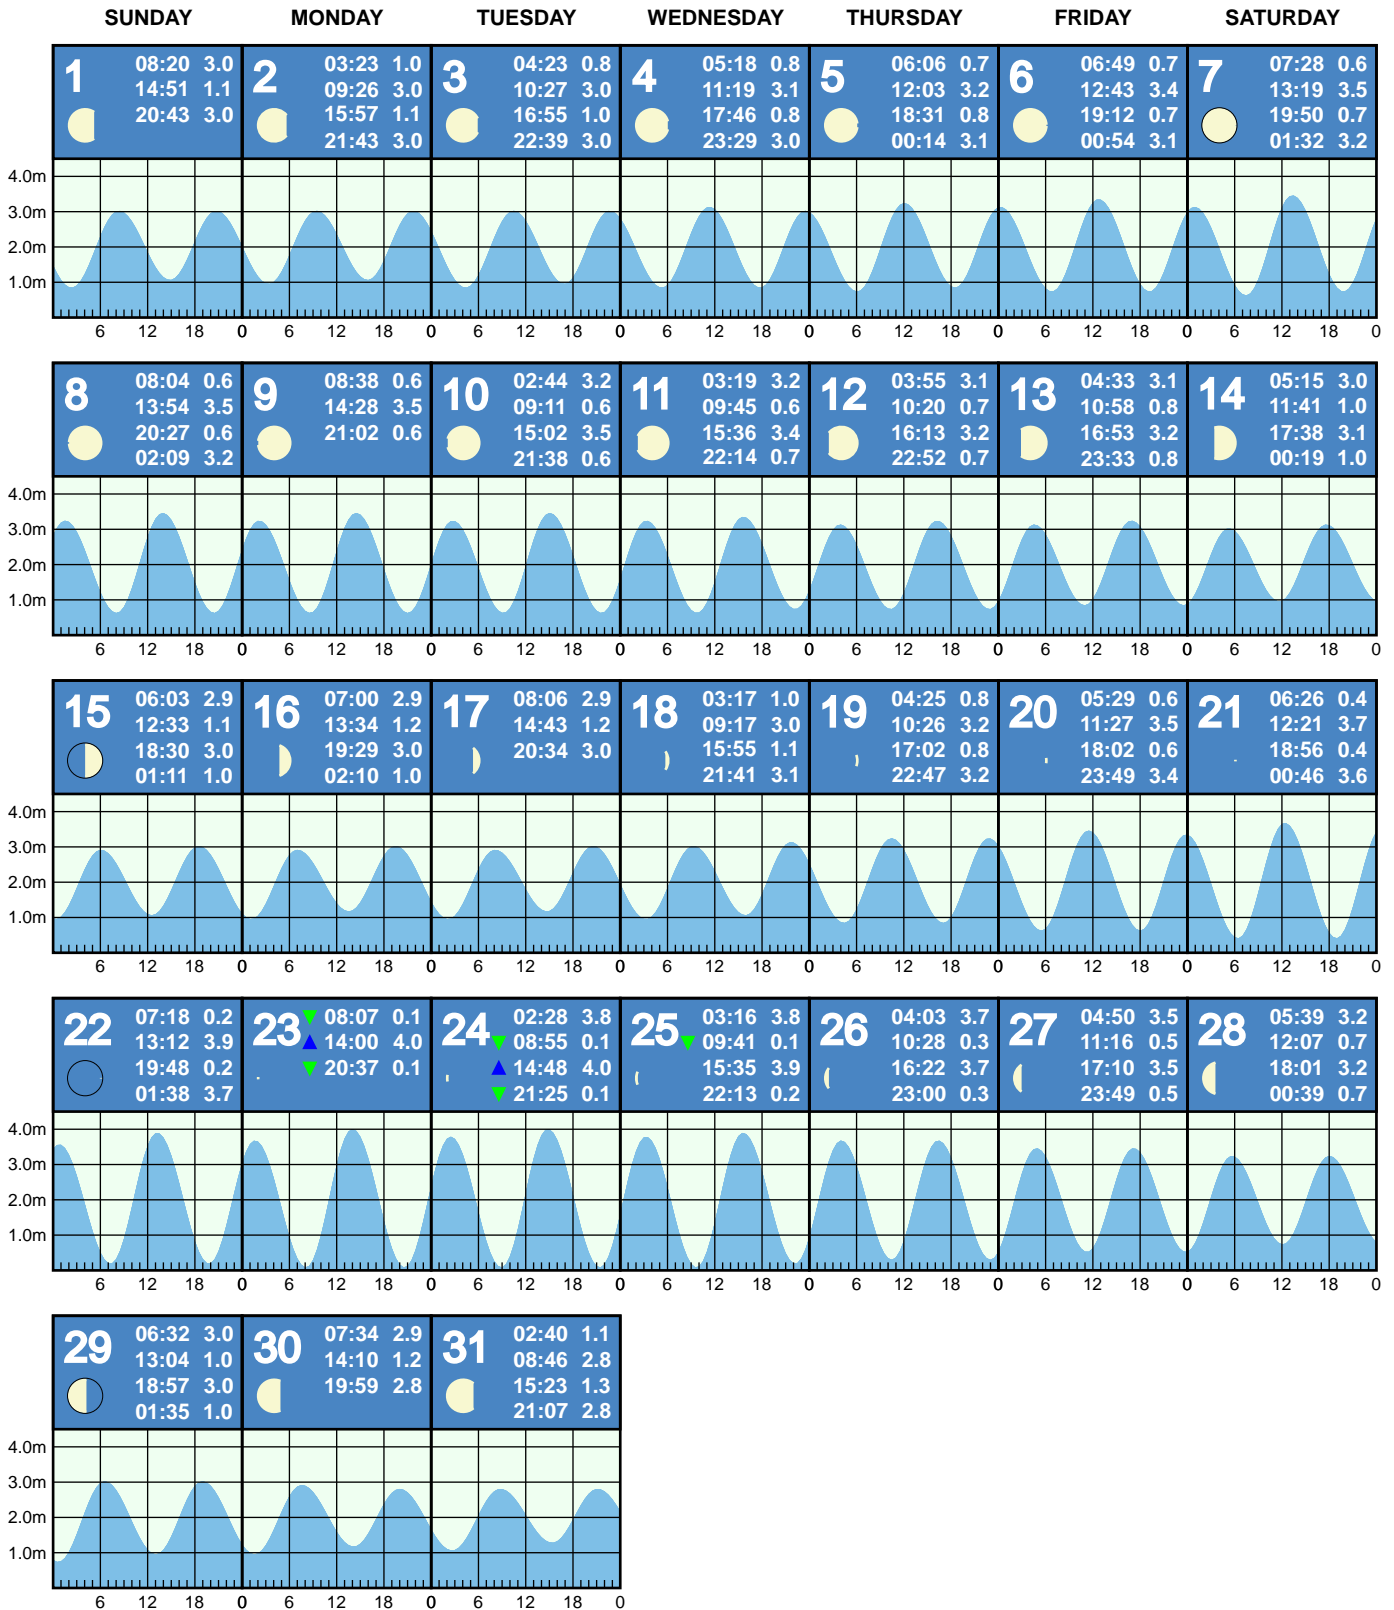 SUNDAY MONDAY TUESDAY WEDNESDAY THURSDAY FRIDAY SATURDAY
1 08:20 3.0
14:51 1.1
20:43 3.0
2 03:23 1.0
09:26 3.0
15:57 1.1
21:43 3.0
3 04:23 0.8
10:27 3.0
16:55 1.0
22:39 3.0
4 05:18 0.8
11:19 3.1
17:46 0.8
23:29 3.0
5 06:06 0.7
12:03 3.2
18:31 0.8
00:14 3.1
6 06:49 0.7
12:43 3.4
19:12 0.7
00:54 3.1
7 07:28 0.6
13:19 3.5
19:50 0.7
01:32 3.2
4.0m
3.0m
2.0m
1.0m
6 12 18 0 6 12 18 0 6 12 18 0 6 12 18 0 6 12 18 0 6 12 18 0 6 12 18 0
8 08:04 0.6
13:54 3.5
20:27 0.6
02:09 3.2
9 08:38 0.6
14:28 3.5
21:02 0.6
10 02:44 3.2
09:11 0.6
15:02 3.5
21:38 0.6
11 03:19 3.2
09:45 0.6
15:36 3.4
22:14 0.7
12 03:55 3.1
10:20 0.7
16:13 3.2
22:52 0.7
13 04:33 3.1
10:58 0.8
16:53 3.2
23:33 0.8
14 05:15 3.0
11:41 1.0
17:38 3.1
00:19 1.0
4.0m
3.0m
2.0m
1.0m
6 12 18 0 6 12 18 0 6 12 18 0 6 12 18 0 6 12 18 0 6 12 18 0 6 12 18 0
15 06:03 2.9
12:33 1.1
18:30 3.0
01:11 1.0
16 07:00 2.9
13:34 1.2
19:29 3.0
02:10 1.0
17 08:06 2.9
14:43 1.2
20:34 3.0
18 03:17 1.0
09:17 3.0
15:55 1.1
21:41 3.1
19 04:25 0.8
10:26 3.2
17:02 0.8
22:47 3.2
20 05:29 0.6
11:27 3.5
18:02 0.6
23:49 3.4
21 06:26 0.4
12:21 3.7
18:56 0.4
00:46 3.6
4.0m
3.0m
2.0m
1.0m
6 12 18 0 6 12 18 0 6 12 18 0 6 12 18 0 6 12 18 0 6 12 18 0 6 12 18 0
22 07:18 0.2
13:12 3.9
19:48 0.2
01:38 3.7
23 08:07 0.1
14:00 4.0
20:37 0.1
24 02:28 3.8
08:55 0.1
14:48 4.0
21:25 0.1
25 03:16 3.8
09:41 0.1
15:35 3.9
22:13 0.2
26 04:03 3.7
10:28 0.3
16:22 3.7
23:00 0.3
27 04:50 3.5
11:16 0.5
17:10 3.5
23:49 0.5
28 05:39 3.2
12:07 0.7
18:01 3.2
00:39 0.7
4.0m
3.0m
2.0m
1.0m
6 12 18 0 6 12 18 0 6 12 18 0 6 12 18 0 6 12 18 0 6 12 18 0 6 12 18 0
29 06:32 3.0
13:04 1.0
18:57 3.0
01:35 1.0
30 07:34 2.9
14:10 1.2
19:59 2.8
31 02:40 1.1
08:46 2.8
15:23 1.3
21:07 2.8
4.0m
3.0m
2.0m
1.0m
6 12 18 0 6 12 18 0 6 12 18 0